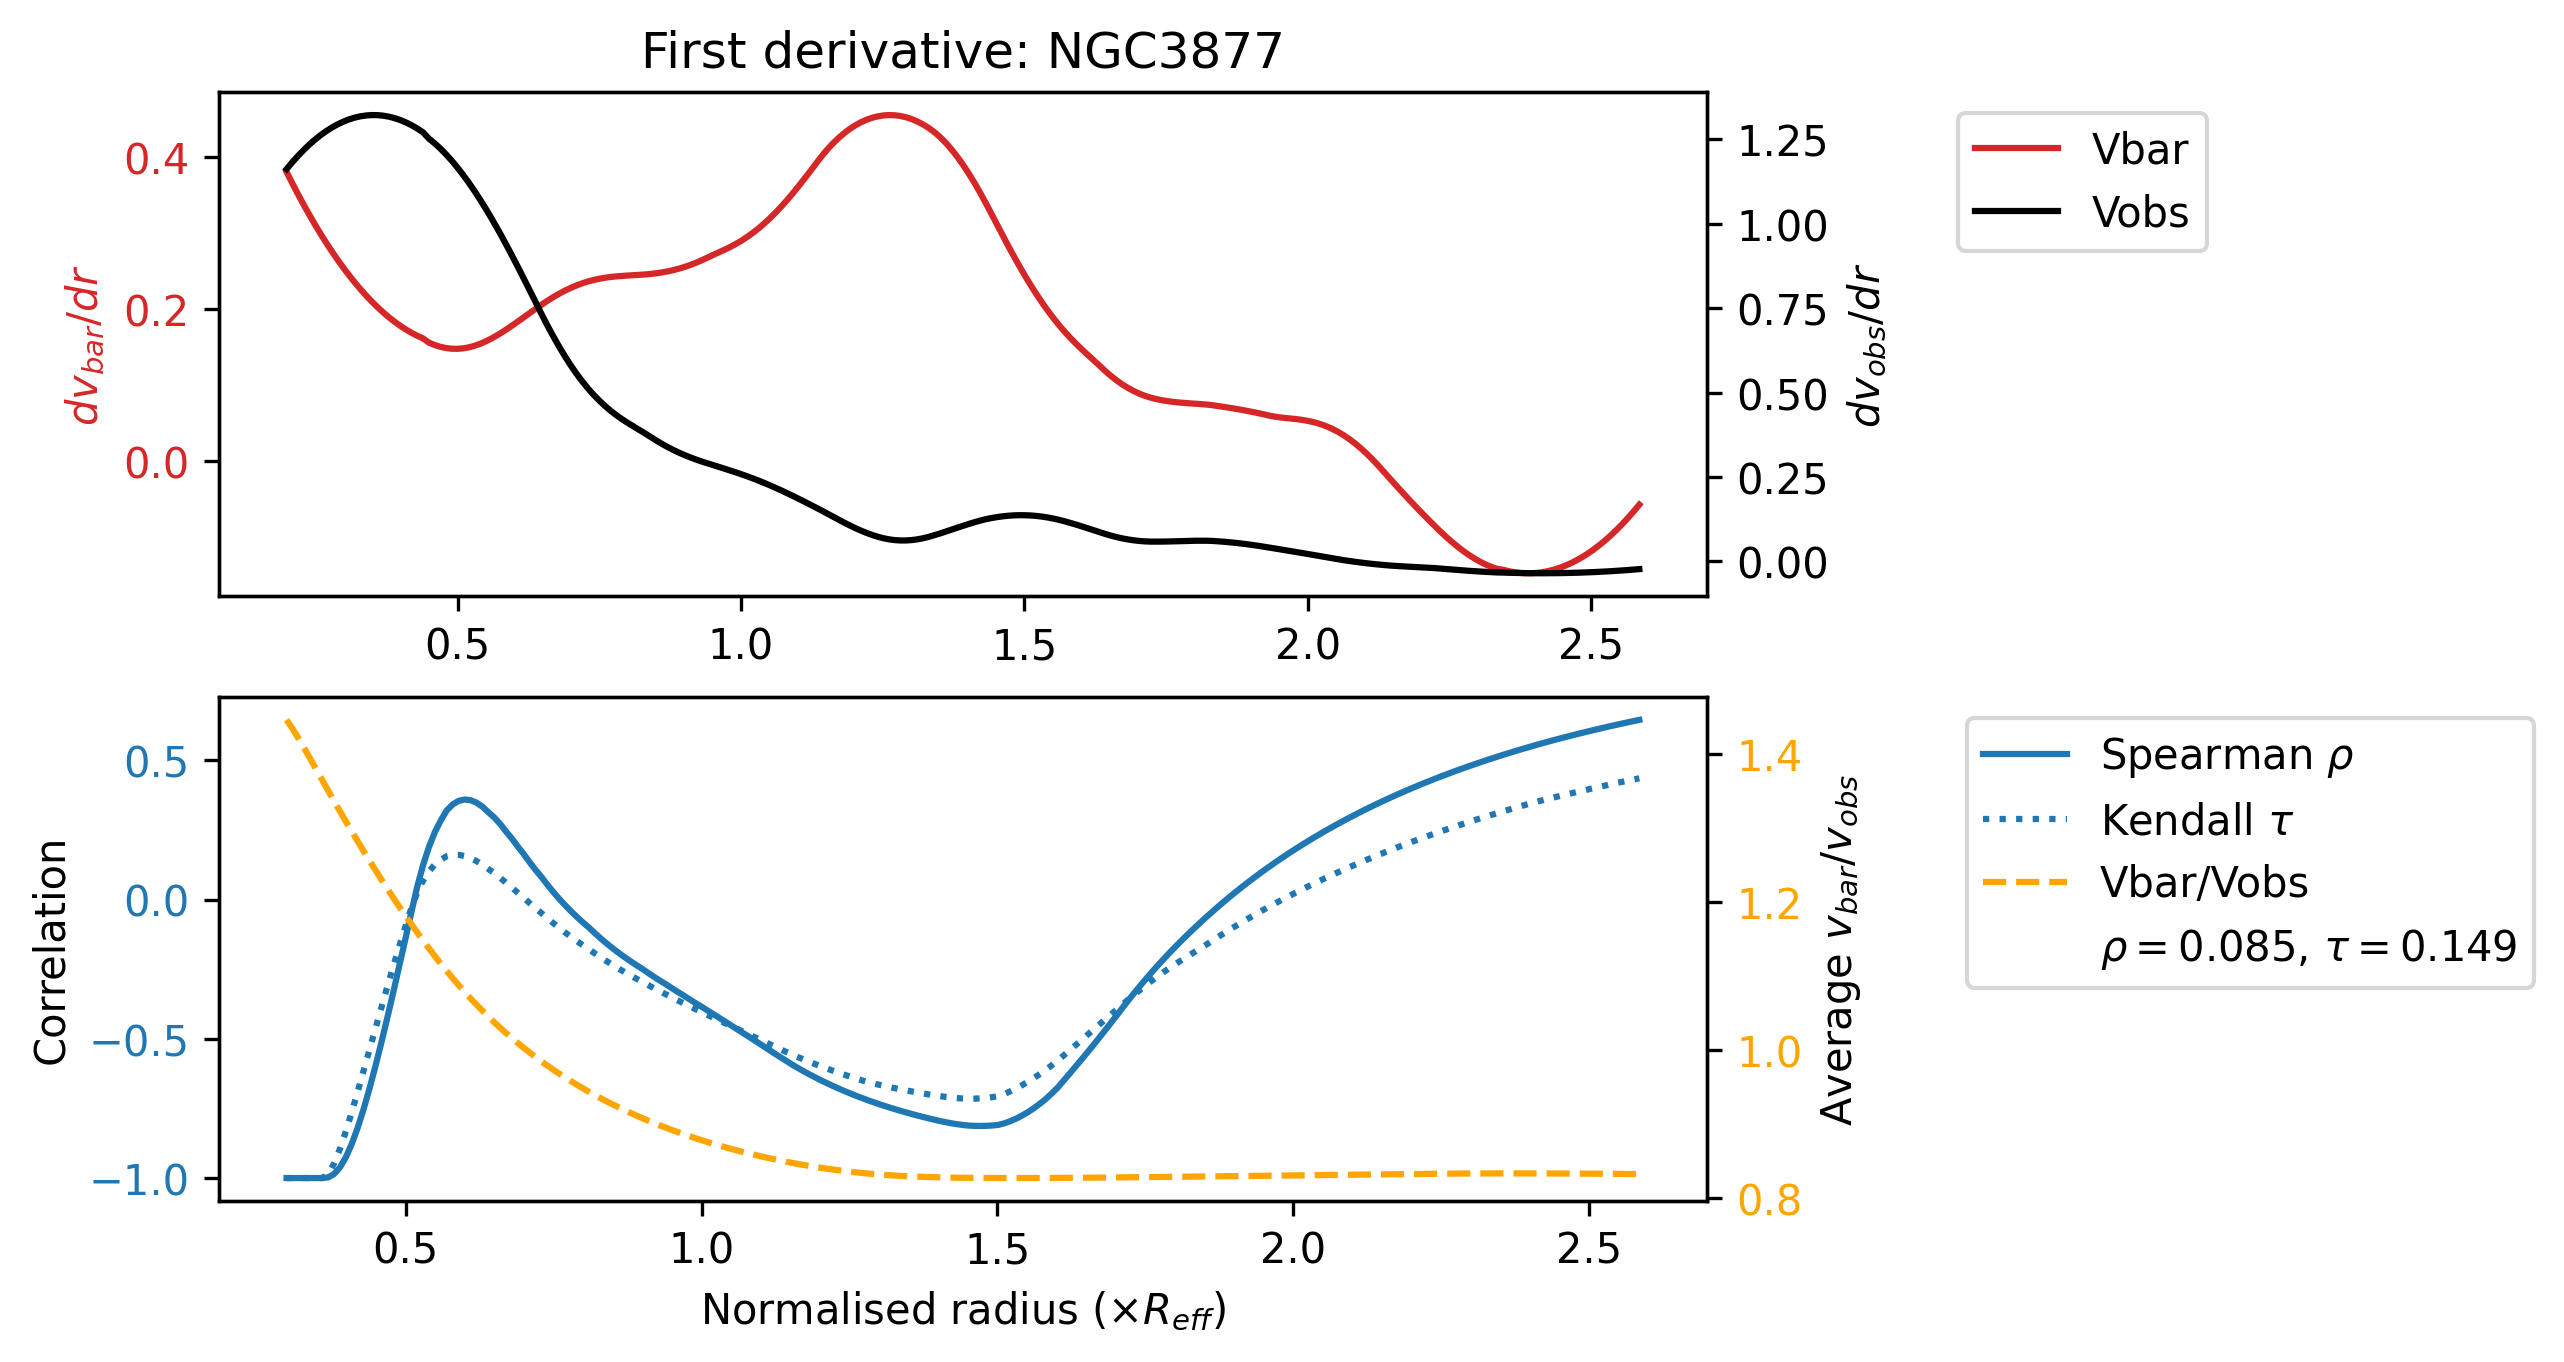 First derivative: NGC3877
0.4
0.2
0.0
dv_bar/dr
1.25
1.00
0.75
0.50
0.25
0.00
dv_obs/dr
0.5 1.0 1.5 2.0 2.5
Vbar
Vobs
0.5
0.0
−0.5
−1.0
Correlation
1.4
1.2
1.0
0.8
Average v_bar/v_obs
0.5 1.0 1.5 2.0 2.5
Normalised radius (×R_eff)
Spearman ρ
Kendall τ
Vbar/Vobs
ρ = 0.085, τ = 0.149